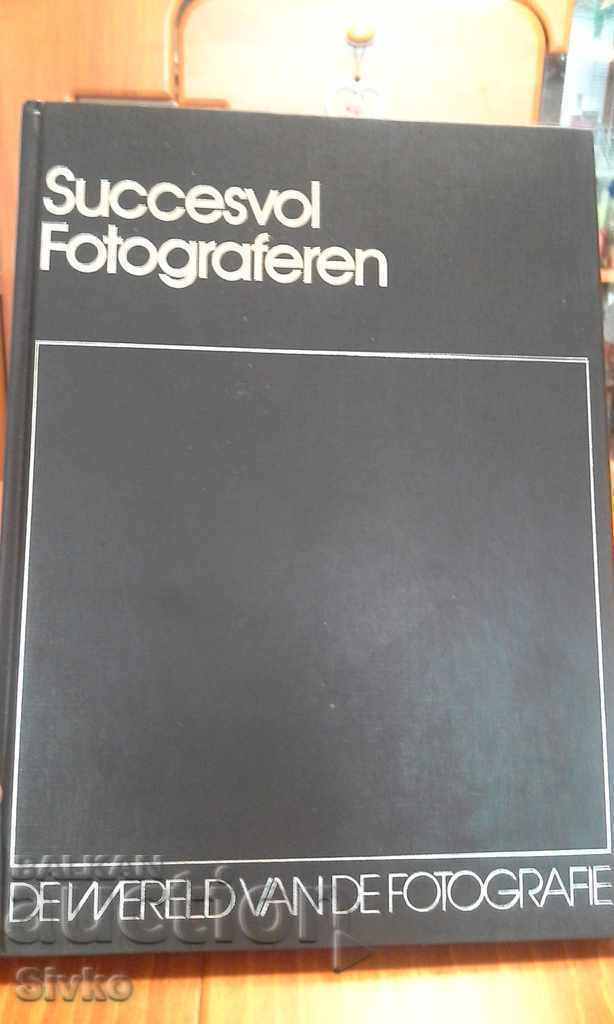 Succesvol
Fotograferen
BALKAN
auction
DE WERELD VAN DE FOTOGRAFIE
Sivko